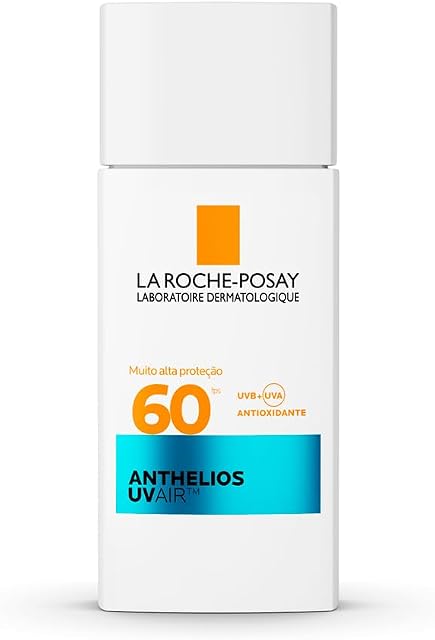 LA ROCHE-POSAY
LABORATOIRE DERMATOLOGIQUE
Muito alta proteção
60 fps
UVB+UVA
ANTIOXIDANTE
ANTHELIOS
UVAIR™